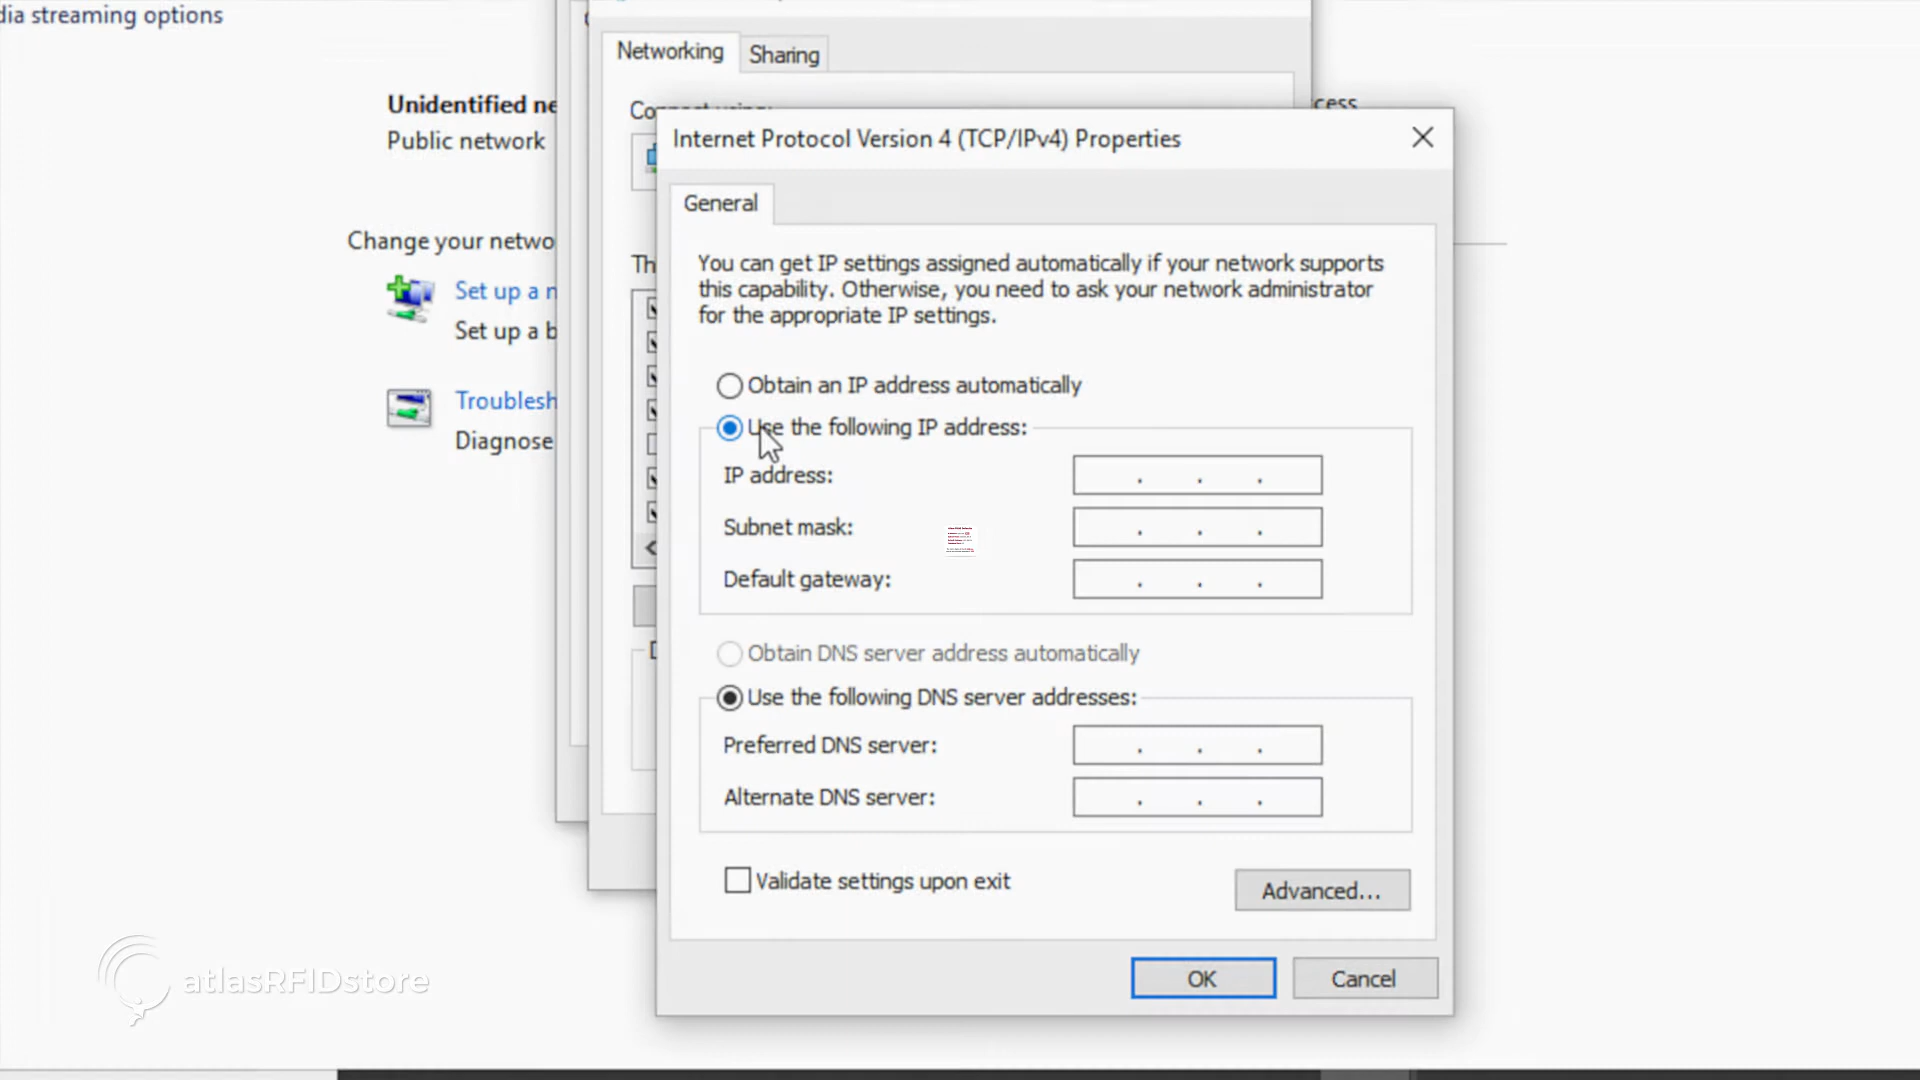 dia streaming options
Networking
Sharing
Unidentified ne
Public network
cess
Internet Protocol Version 4 (TCP/IPv4) Properties
General
Change your netwo
Th
You can get IP settings assigned automatically if your network supports
this capability. Otherwise, you need to ask your network administrator
for the appropriate IP settings.
Set up a n
Set up a b
Troublesh
Diagnose
Obtain an IP address automatically
Use the following IP address:
IP address:
Subnet mask:
Default gateway:
Obtain DNS server address automatically
Use the following DNS server addresses:
Preferred DNS server:
Alternate DNS server:
Validate settings upon exit
Advanced...
OK
Cancel
atlasRFIDstore